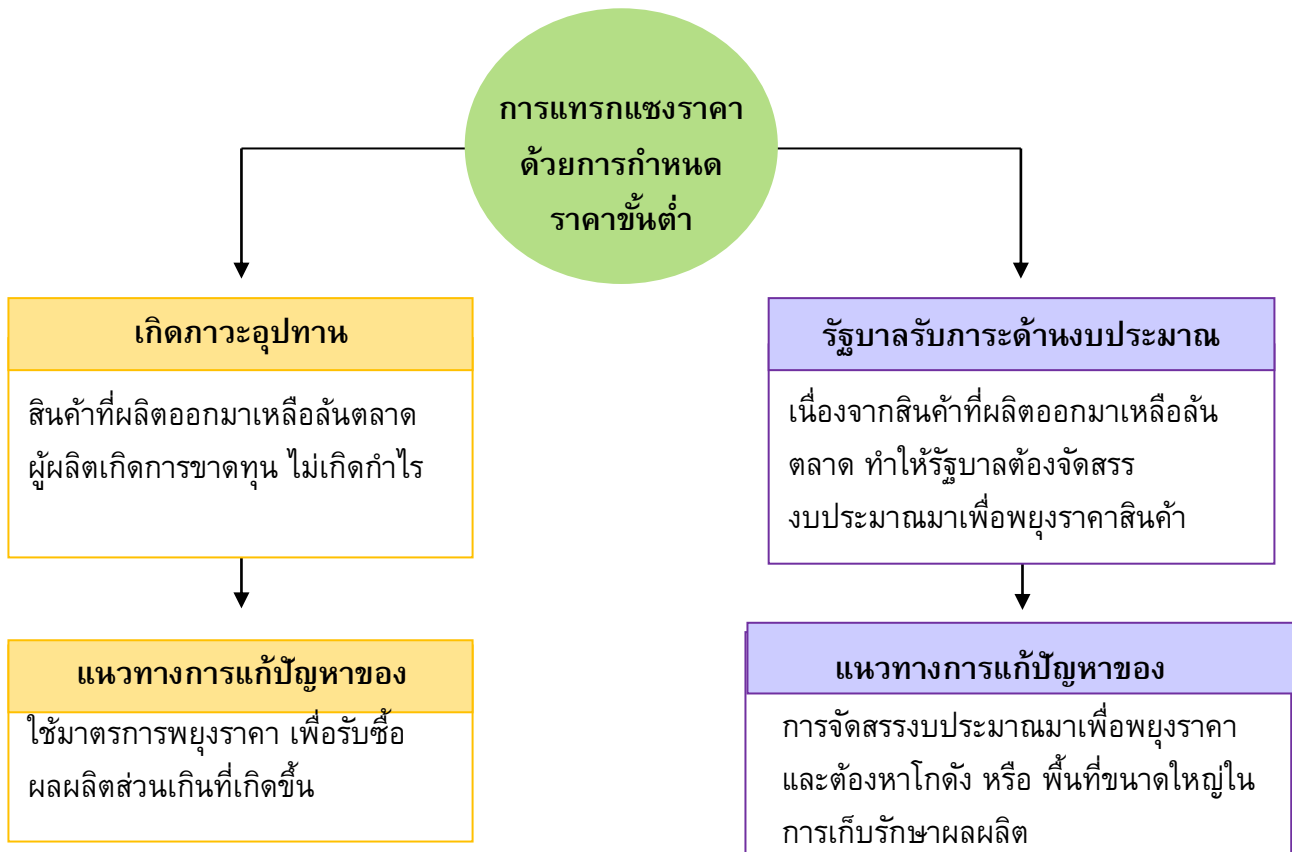 การแทรกแซงราคา
ด้วยการกำหนด
ราคาขั้นต่ำ
เกิดภาวะอุปทาน
สินค้าที่ผลิตออกมาเหลือล้นตลาด
ผู้ผลิตเกิดการขาดทุน ไม่เกิดกำไร
แนวทางการแก้ปัญหาของ
ใช้มาตรการพยุงราคา เพื่อรับซื้อ
ผลผลิตส่วนเกินที่เกิดขึ้น
รัฐบาลรับภาระด้านงบประมาณ
เนื่องจากสินค้าที่ผลิตออกมาเหลือล้น
ตลาด ทำให้รัฐบาลต้องจัดสรร
งบประมาณมาเพื่อพยุงราคาสินค้า
แนวทางการแก้ปัญหาของ
การจัดสรรงบประมาณมาเพื่อพยุงราคา
และต้องหาโกดัง หรือ พื้นที่ขนาดใหญ่ใน
การเก็บรักษาผลผลิต